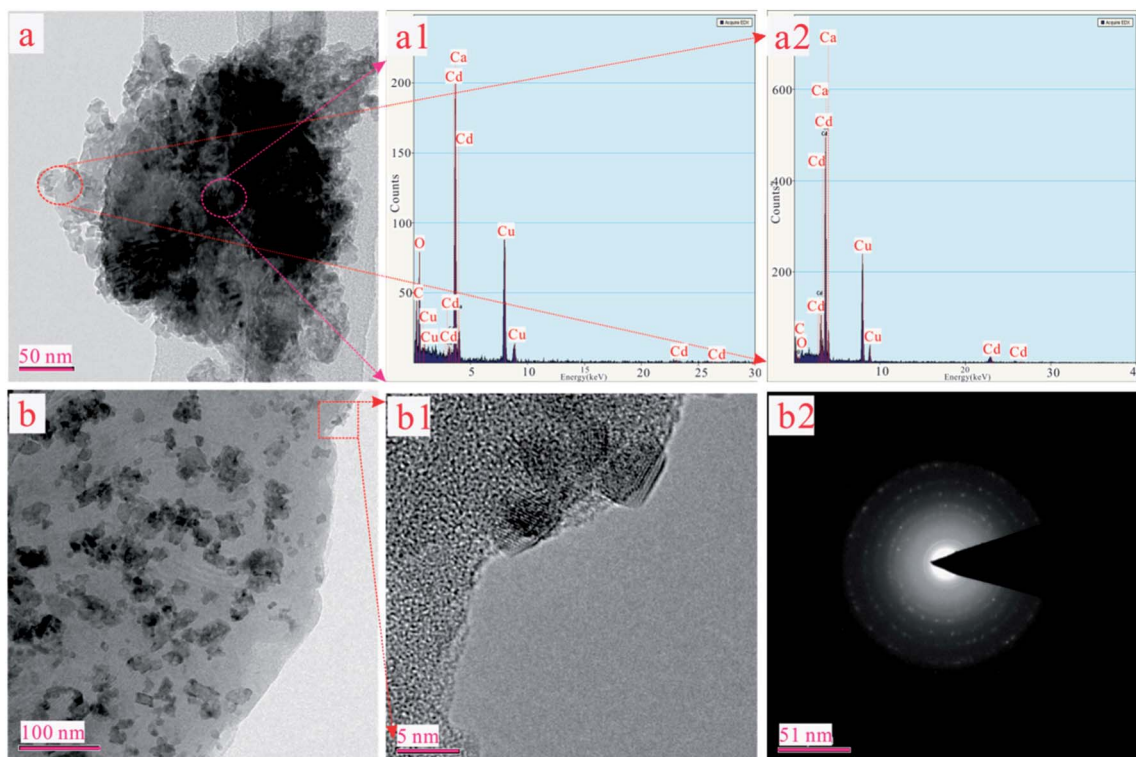 a
50 nm
a1
Acquire EDX
200
150
100
50
Counts
Ca
Cd
Cd
O
C
Cu
Cu
Cd
Cd
Cu
Cu
Cd
Cd
5
10
15
20
25
30
Energy(keV)
a2
Acquire EDX
Ca
600
400
200
Counts
Ca
Cd
Cd
Cd
C
O
Cu
Cu
Cd
Cd
10
20
30
4
Energy(keV)
b
100 nm
b1
5 nm
b2
51 nm